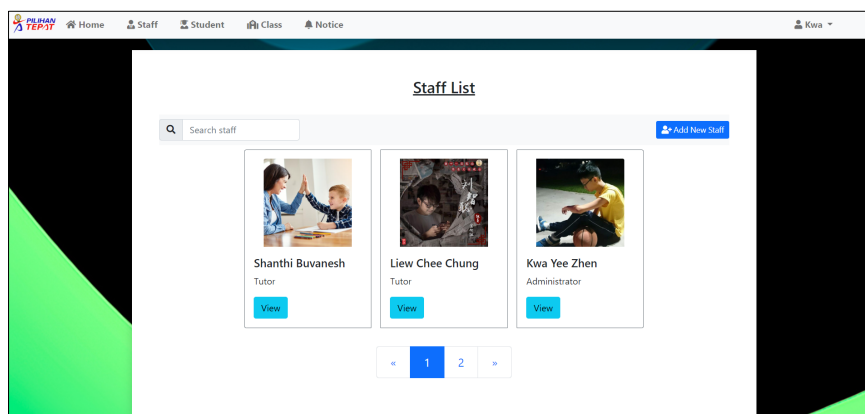 PILIHAN
TEPAT
Home
Staff
Student
Class
Notice
Kwa
Staff List
Search staff
Add New Staff
Shanthi Buvanesh
Tutor
View
Liew Chee Chung
Tutor
View
Kwa Yee Zhen
Administrator
View
«
1
2
»